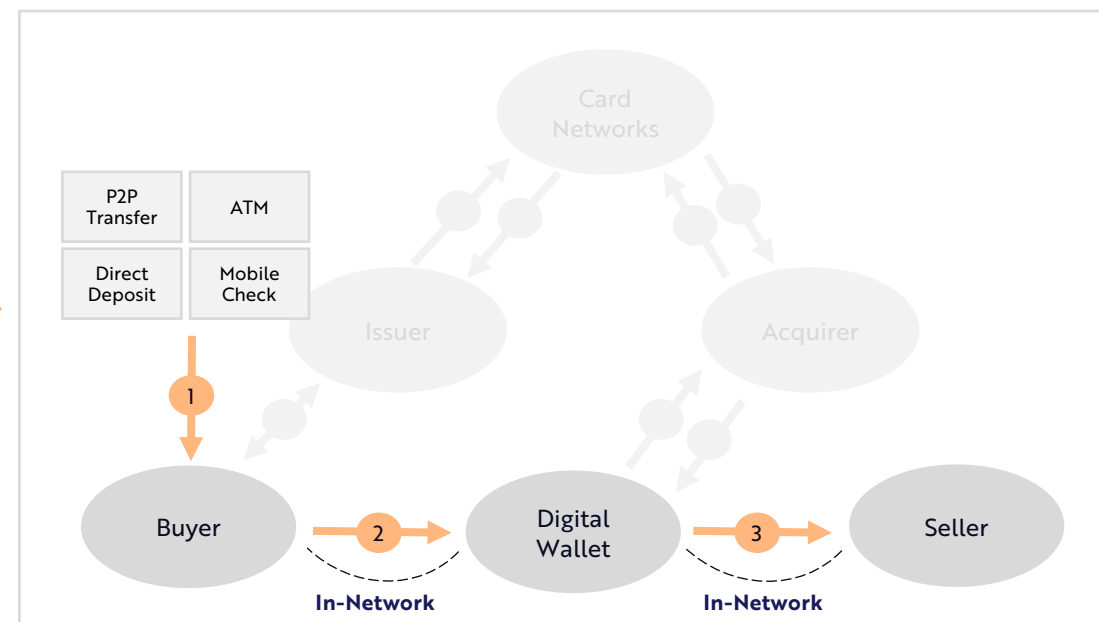 Card
Networks
P2P
Transfer
ATM
Direct
Deposit
Mobile
Check
Issuer
Acquirer
1
Buyer
2
Digital
Wallet
3
Seller
In-Network
In-Network